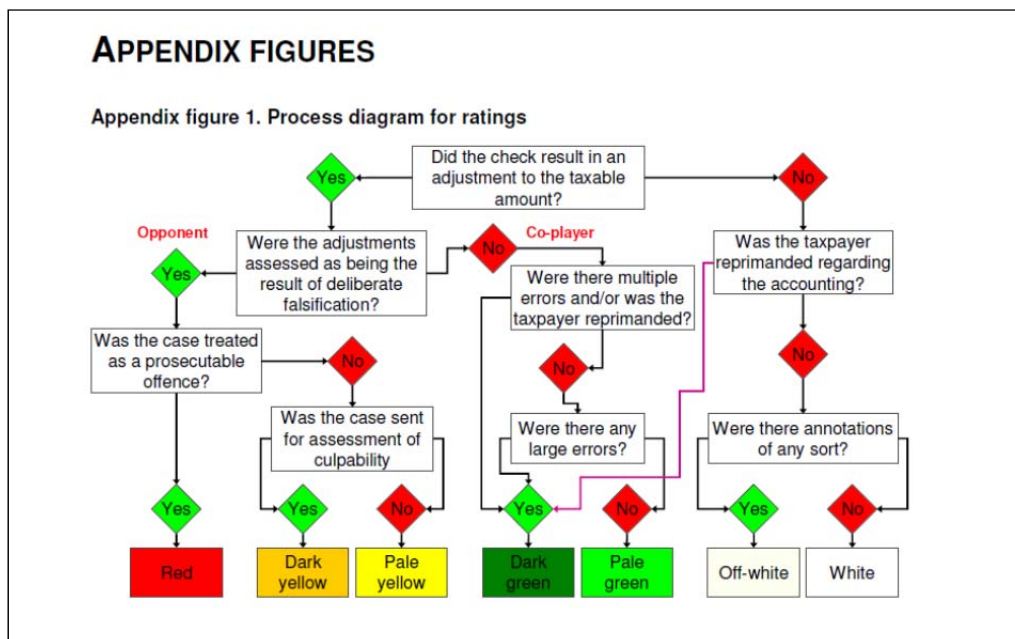 APPENDIX FIGURES
Appendix figure 1. Process diagram for ratings
Did the check result in an
adjustment to the taxable
amount?
Yes
No
Opponent
Co-player
Were the adjustments
assessed as being the
result of deliberate
falsification?
Yes
No
Was the taxpayer
reprimanded regarding
the accounting?
Were there multiple
errors and/or was the
taxpayer reprimanded?
Was the case treated
as a prosecutable
offence?
No
No
No
Was the case sent
for assessment of
culpability
Were there any
large errors?
Were there annotations
of any sort?
Yes
Yes
No
Yes
No
Yes
No
Red
Dark
yellow
Pale
yellow
Dark
green
Pale
green
Off-white
White